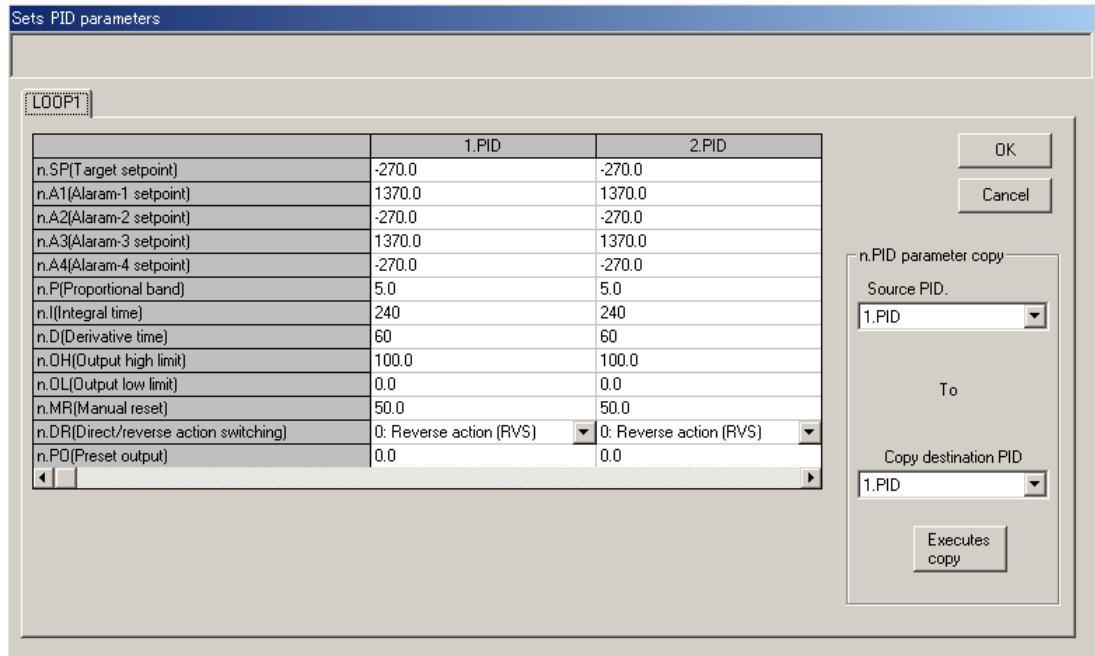 Sets PID parameters
LOOP1
1.PID 2.PID
n.SP(Target setpoint) -270.0 -270.0
n.A1(Alaram-1 setpoint) 1370.0 1370.0
n.A2(Alaram-2 setpoint) -270.0 -270.0
n.A3(Alaram-3 setpoint) 1370.0 1370.0
n.A4(Alaram-4 setpoint) -270.0 -270.0
n.P(Proportional band) 5.0 5.0
n.I(Integral time) 240 240
n.D(Derivative time) 60 60
n.OH(Output high limit) 100.0 100.0
n.OL(Output low limit) 0.0 0.0
n.MR(Manual reset) 50.0 50.0
n.DR(Direct/reverse action switching) 0: Reverse action (RVS) 0: Reverse action (RVS)
n.PO(Preset output) 0.0 0.0
OK
Cancel
n.PID parameter copy
Source PID.
1.PID
To
Copy destination PID
1.PID
Executes
copy